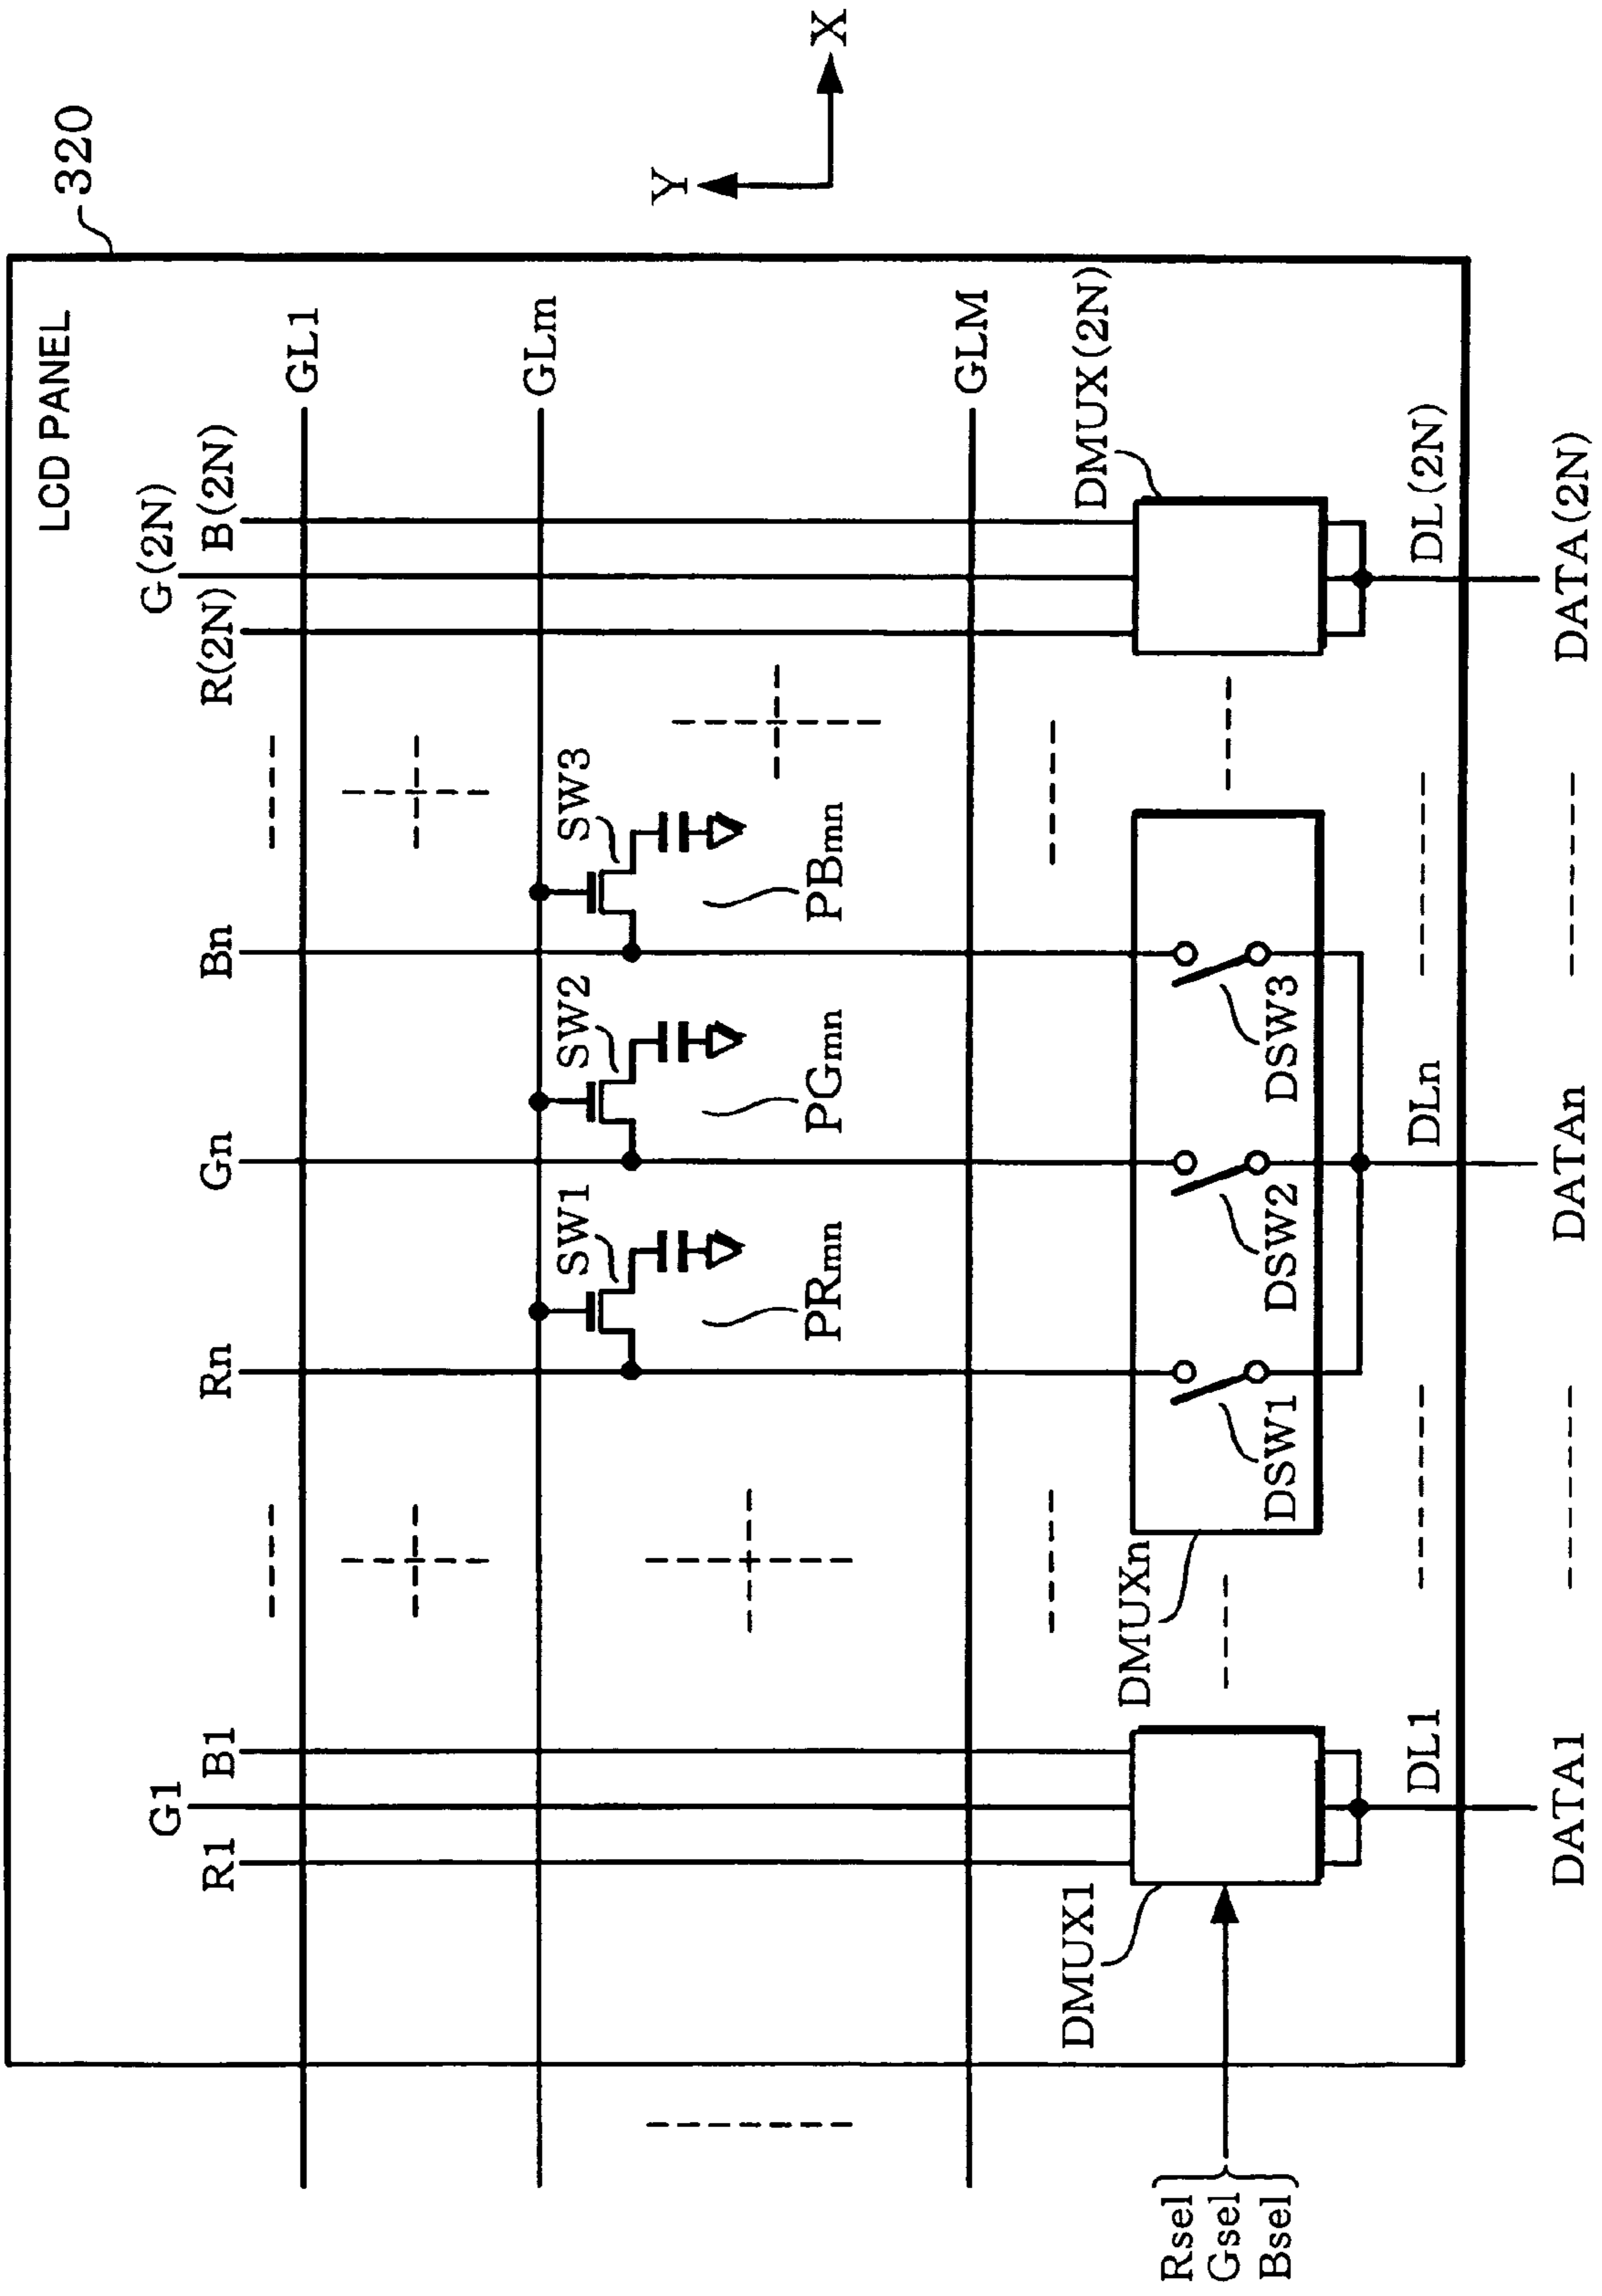 320
LCD PANEL
G1
G(2N)
R1
B1
Rn
Gn
Bn
R(2N)
B(2N)
GL1
GLm
SW1
SW2
SW3
Y
X
PRmn
PGmn
PBmn
GLM
DMUX1
DMUXn
DMUX(2N)
Rsel
Gsel
Bsel
DSW1
DSW2
DSW3
DL1
DLn
DL(2N)
DATA1
DATAn
DATA(2N)